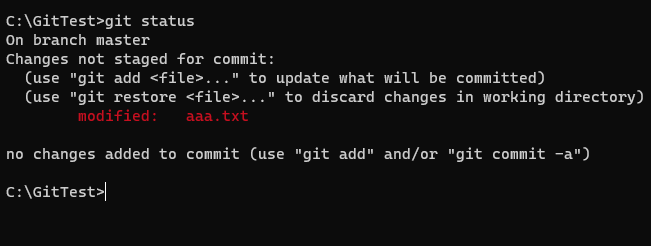 C:\GitTest>git status
On branch master
Changes not staged for commit:
  (use "git add <file>..." to update what will be committed)
  (use "git restore <file>..." to discard changes in working directory)
        modified:   aaa.txt

no changes added to commit (use "git add" and/or "git commit -a")

C:\GitTest>